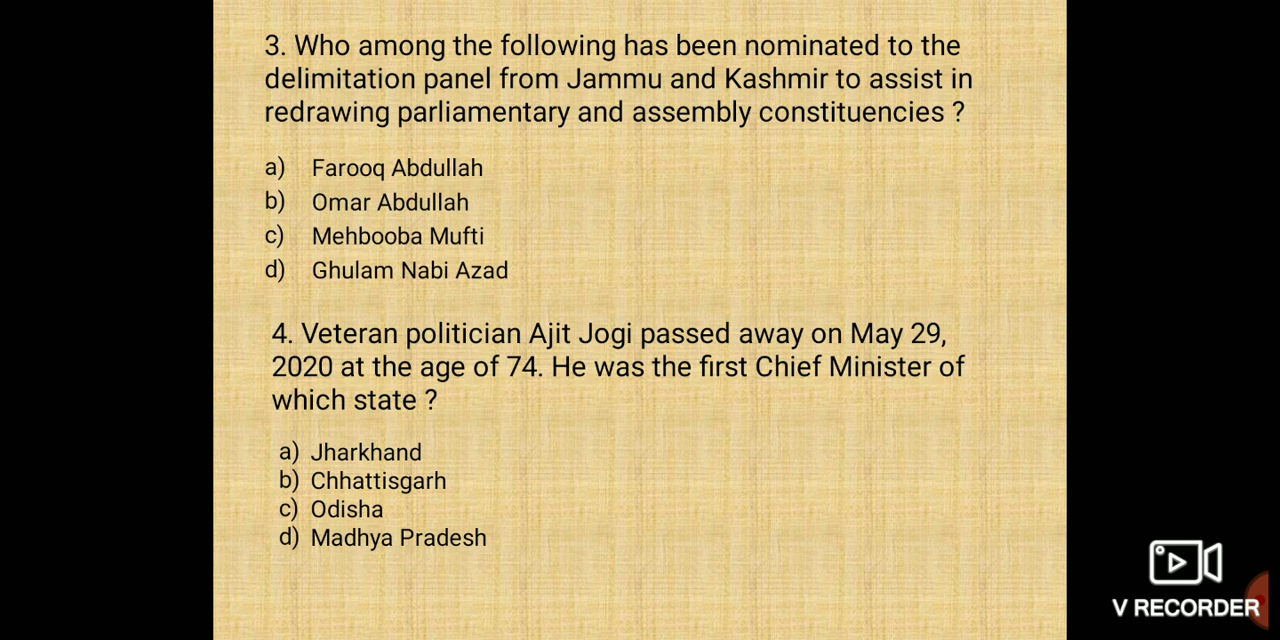 3. Who among the following has been nominated to the
delimitation panel from Jammu and Kashmir to assist in
redrawing parliamentary and assembly constituencies ?
a) Farooq Abdullah
b) Omar Abdullah
c) Mehbooba Mufti
d) Ghulam Nabi Azad
4. Veteran politician Ajit Jogi passed away on May 29,
2020 at the age of 74. He was the first Chief Minister of
which state ?
a) Jharkhand
b) Chhattisgarh
c) Odisha
d) Madhya Pradesh
V RECORDER